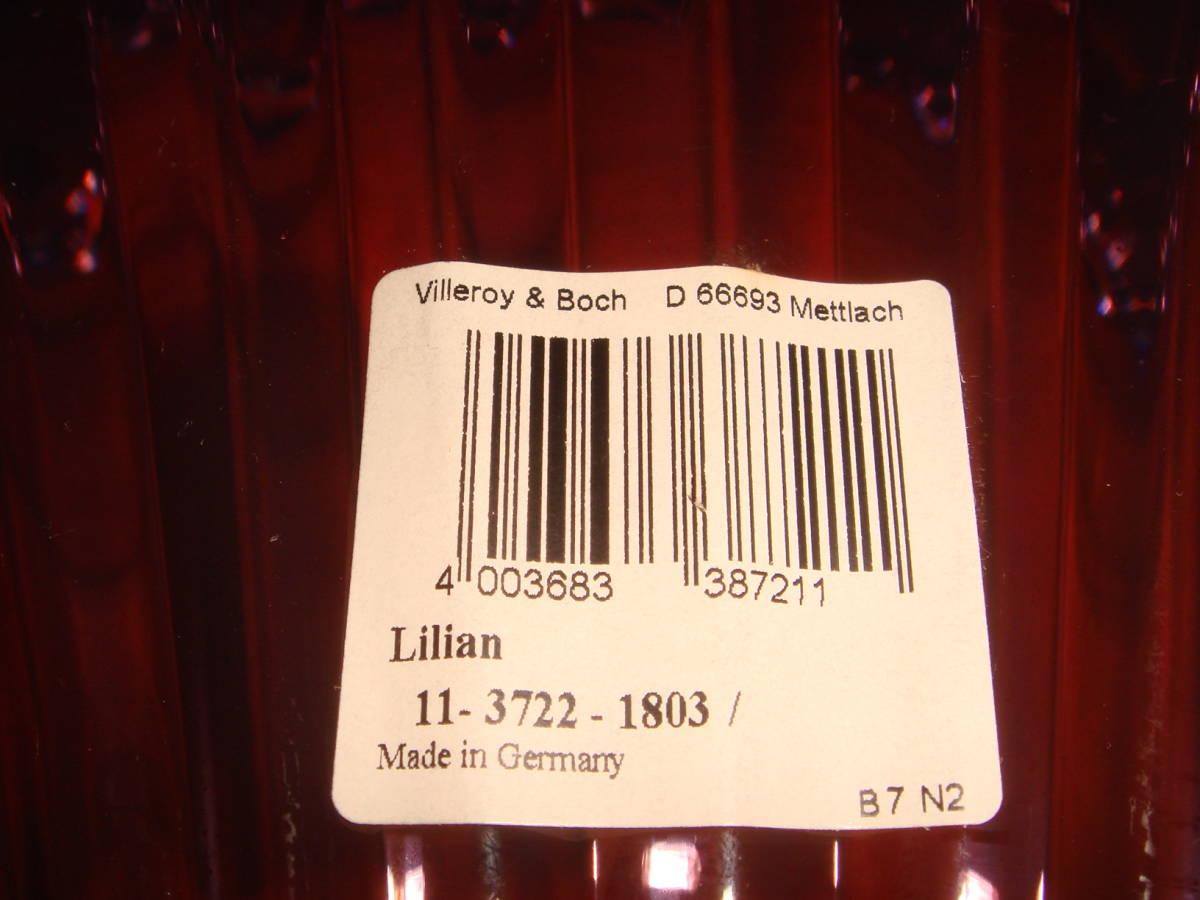 Villeroy & Boch D 66693 Mettlach
4 003683 387211
Lilian
11- 3722 - 1803 /
Made in Germany
B7 N2